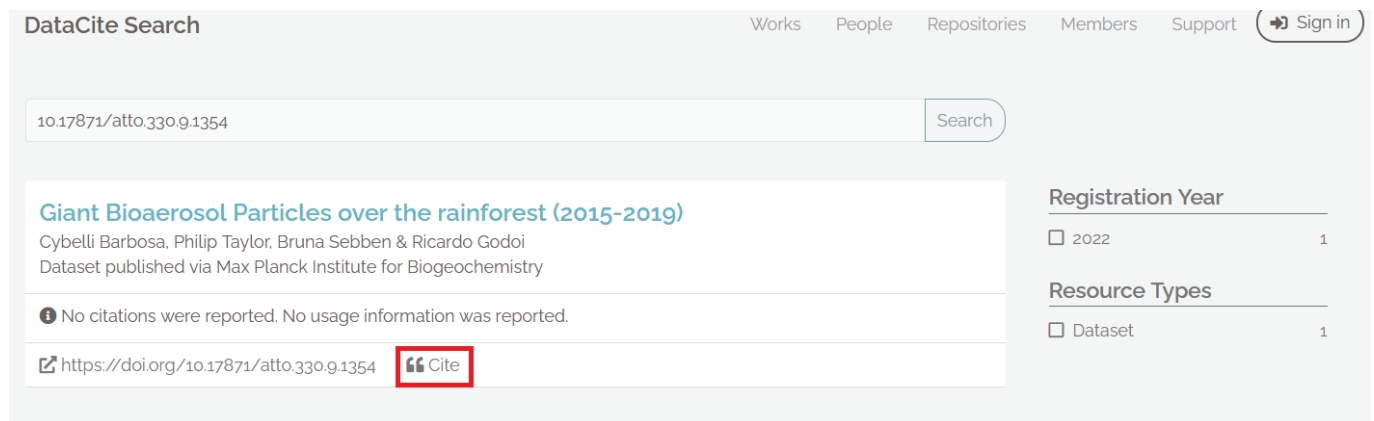 DataCite Search Works People Repositories Members Support Sign in
10.17871/atto.330.9.1354 Search
Giant Bioaerosol Particles over the rainforest (2015-2019)
Cybelli Barbosa, Philip Taylor, Bruna Sebben & Ricardo Godoi
Dataset published via Max Planck Institute for Biogeochemistry
No citations were reported. No usage information was reported.
https://doi.org/10.17871/atto.330.9.1354 Cite
Registration Year
2022 1
Resource Types
Dataset 1